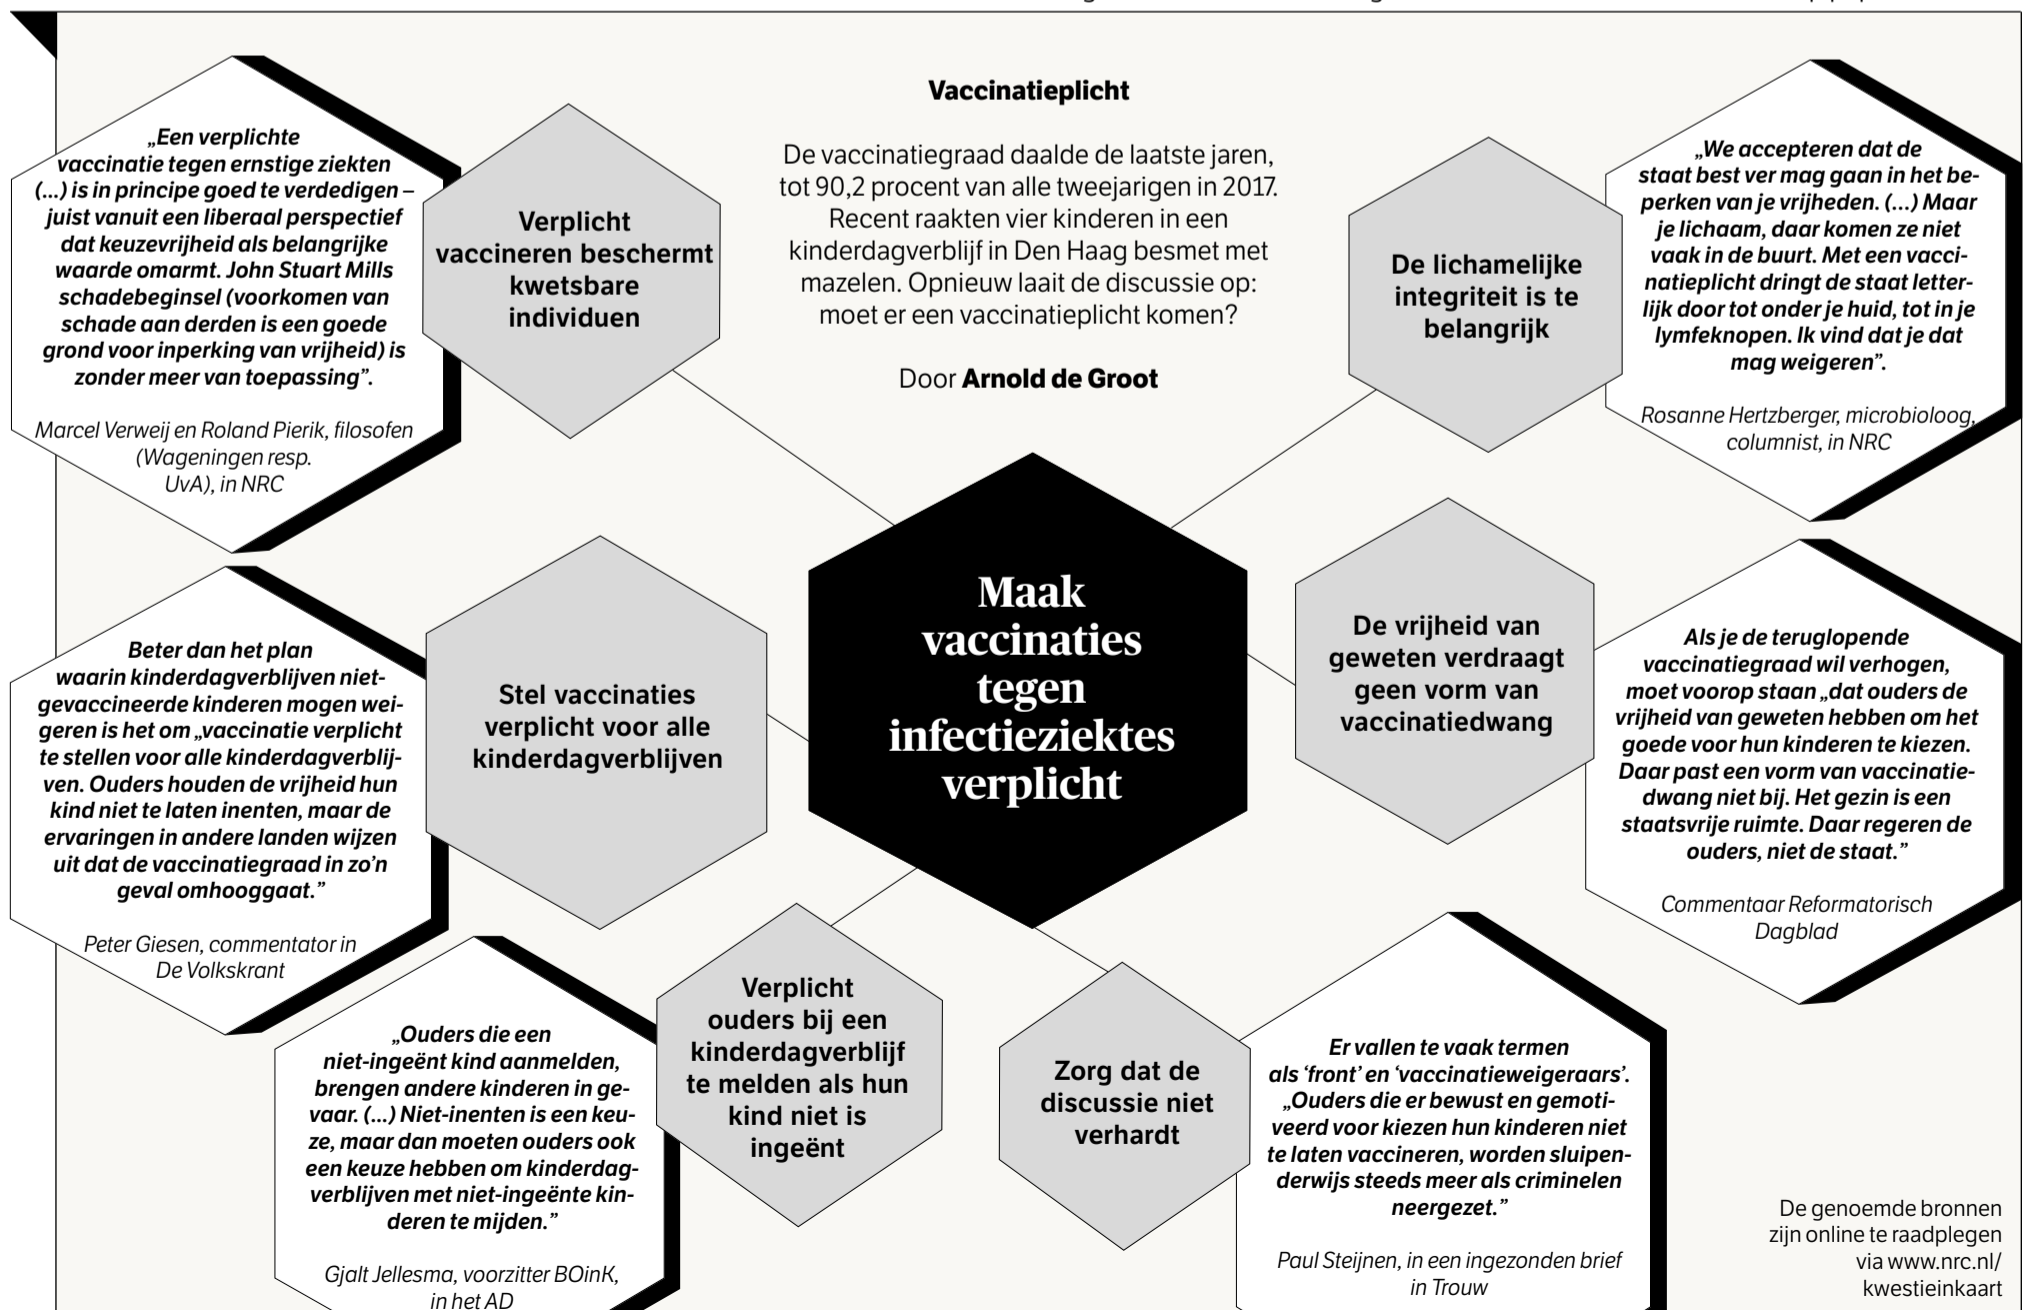 Vaccinatieplicht
De vaccinatiegraad daalde de laatste jaren,
tot 90,2 procent van alle tweejarigen in 2017.
Recent raakten vier kinderen in een
kinderdagverblijf in Den Haag besmet met
mazelen. Opnieuw laait de discussie op:
moet er een vaccinatieplicht komen?
Door Arnold de Groot
Maak
vaccinaties
tegen
infectieziektes
verplicht
Verplicht
vaccineren beschermt
kwetsbare
individuen
„Een verplichte
vaccinatie tegen ernstige ziekten
(...) is in principe goed te verdedigen –
juist vanuit een liberaal perspectief
dat keuzevrijheid als belangrijke
waarde omarmt. John Stuart Mills
schadebeginsel (voorkomen van
schade aan derden is een goede
grond voor inperking van vrijheid) is
zonder meer van toepassing”.
Marcel Verweij en Roland Pierik, filosofen
(Wageningen resp.
UvA), in NRC
Stel vaccinaties
verplicht voor alle
kinderdagverblijven
Beter dan het plan
waarin kinderdagverblijven niet-
gevaccineerde kinderen mogen wei-
geren is het om „vaccinatie verplicht
te stellen voor alle kinderdagverblij-
ven. Ouders houden de vrijheid hun
kind niet te laten inenten, maar de
ervaringen in andere landen wijzen
uit dat de vaccinatiegraad in zo’n
geval omhooggaat.”
Peter Giesen, commentator in
De Volkskrant
Verplicht
ouders bij een
kinderdagverblijf
te melden als hun
kind niet is
ingeënt
„Ouders die een
niet-ingeënt kind aanmelden,
brengen andere kinderen in ge-
vaar. (...) Niet-inenten is een keu-
ze, maar dan moeten ouders ook
een keuze hebben om kinderdag-
verblijven met niet-ingeënte kin-
deren te mijden.”
Gjalt Jellesma, voorzitter BOinK,
in het AD
De lichamelijke
integriteit is te
belangrijk
„We accepteren dat de
staat best ver mag gaan in het be-
perken van je vrijheden. (...) Maar
je lichaam, daar komen ze niet
vaak in de buurt. Met een vacci-
natieplicht dringt de staat letter-
lijk door tot onder je huid, tot in je
lymfeknopen. Ik vind dat je dat
mag weigeren”.
Rosanne Hertzberger, microbioloog,
columnist, in NRC
De vrijheid van
geweten verdraagt
geen vorm van
vaccinatiedwang
Als je de teruglopende
vaccinatiegraad wil verhogen,
moet voorop staan „dat ouders de
vrijheid van geweten hebben om het
goede voor hun kinderen te kiezen.
Daar past een vorm van vaccinatie-
dwang niet bij. Het gezin is een
staatsvrije ruimte. Daar regeren de
ouders, niet de staat.”
Commentaar Reformatorisch
Dagblad
Zorg dat de
discussie niet
verhardt
Er vallen te vaak termen
als ‘front’ en ‘vaccinatieweigeraars’.
„Ouders die er bewust en gemoti-
veerd voor kiezen hun kinderen niet
te laten vaccineren, worden sluipen-
derwijs steeds meer als criminelen
neergezet.”
Paul Steijnen, in een ingezonden brief
in Trouw
De genoemde bronnen
zijn online te raadplegen
via www.nrc.nl/
kwestieinkaart